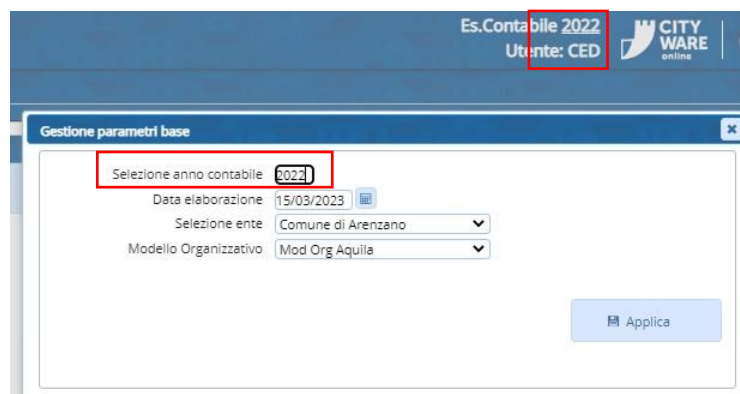 Es.Contabile 2022
Utente: CED
CITY
WARE
online
Gestione parametri base
Selezione anno contabile 2022
Data elaborazione 15/03/2023
Selezione ente Comune di Arenzano
Modello Organizzativo Mod Org Aquila
Applica